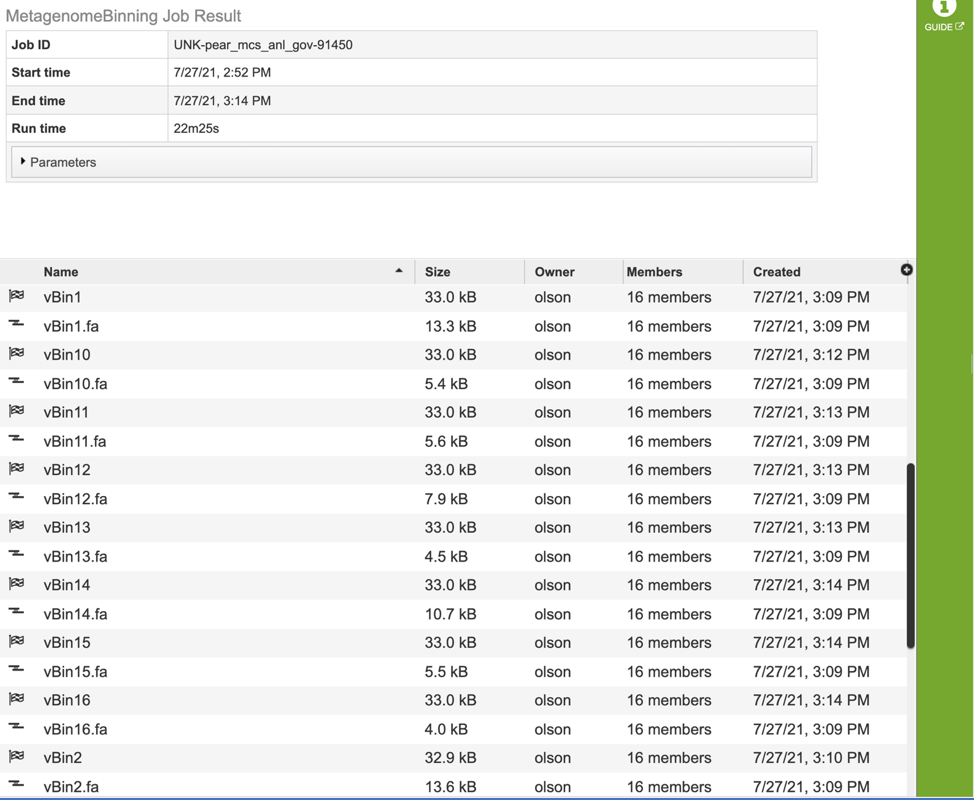 MetagenomeBinning Job Result
GUIDE
Job ID UNK-pear_mcs_anl_gov-91450
Start time 7/27/21, 2:52 PM
End time 7/27/21, 3:14 PM
Run time 22m25s
Parameters
Name Size Owner Members Created
vBin1 33.0 kB olson 16 members 7/27/21, 3:09 PM
vBin1.fa 13.3 kB olson 16 members 7/27/21, 3:09 PM
vBin10 33.0 kB olson 16 members 7/27/21, 3:12 PM
vBin10.fa 5.4 kB olson 16 members 7/27/21, 3:09 PM
vBin11 33.0 kB olson 16 members 7/27/21, 3:13 PM
vBin11.fa 5.6 kB olson 16 members 7/27/21, 3:09 PM
vBin12 33.0 kB olson 16 members 7/27/21, 3:13 PM
vBin12.fa 7.9 kB olson 16 members 7/27/21, 3:09 PM
vBin13 33.0 kB olson 16 members 7/27/21, 3:13 PM
vBin13.fa 4.5 kB olson 16 members 7/27/21, 3:09 PM
vBin14 33.0 kB olson 16 members 7/27/21, 3:14 PM
vBin14.fa 10.7 kB olson 16 members 7/27/21, 3:09 PM
vBin15 33.0 kB olson 16 members 7/27/21, 3:14 PM
vBin15.fa 5.5 kB olson 16 members 7/27/21, 3:09 PM
vBin16 33.0 kB olson 16 members 7/27/21, 3:14 PM
vBin16.fa 4.0 kB olson 16 members 7/27/21, 3:09 PM
vBin2 32.9 kB olson 16 members 7/27/21, 3:10 PM
vBin2.fa 13.6 kB olson 16 members 7/27/21, 3:09 PM